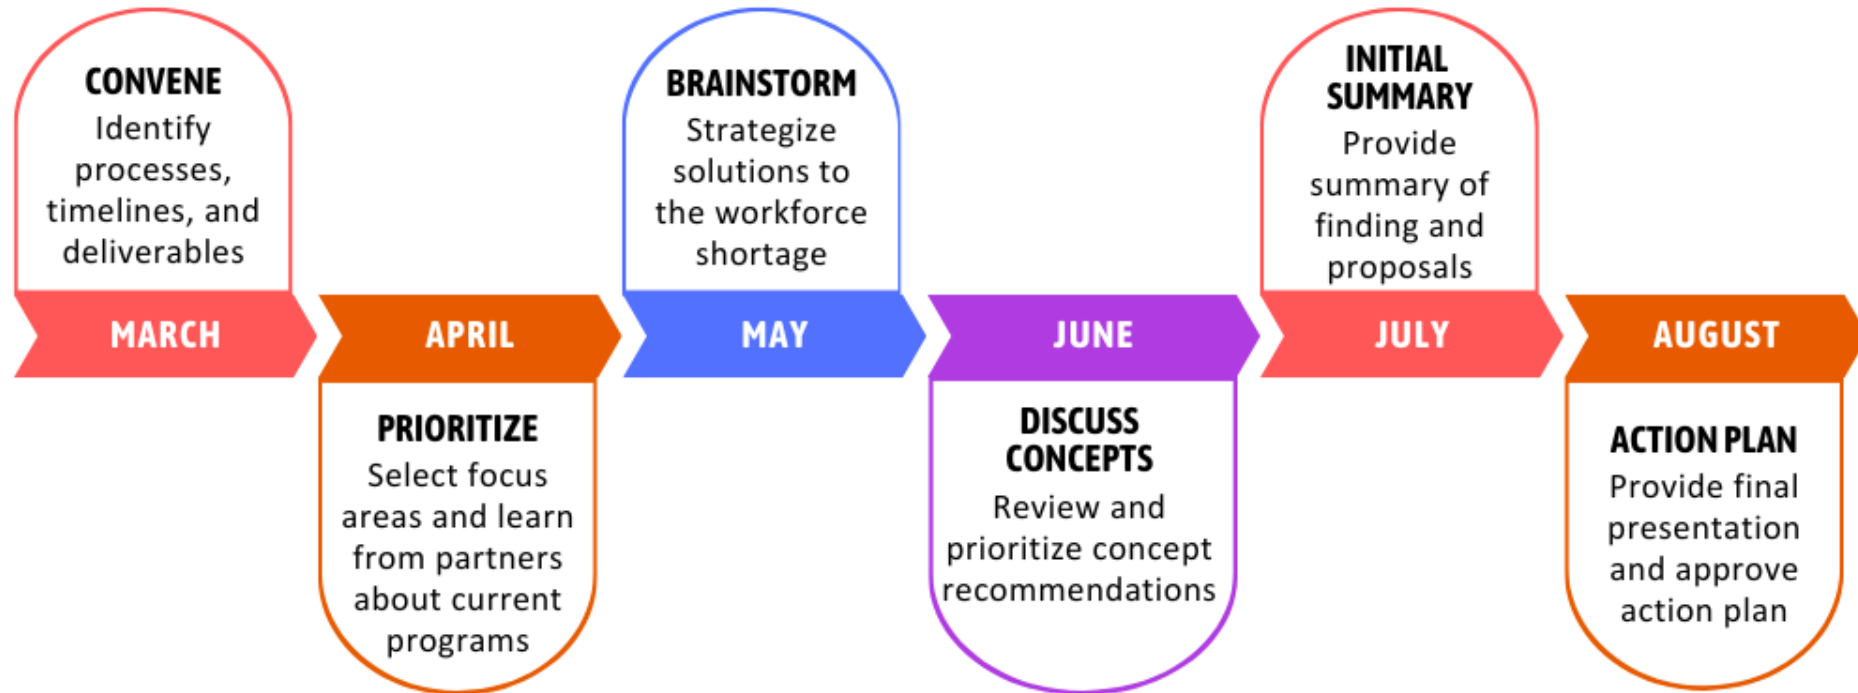 CONVENE
Identify
processes,
timelines, and
deliverables
MARCH
APRIL
PRIORITIZE
Select focus
areas and learn
from partners
about current
programs
BRAINSTORM
Strategize
solutions to
the workforce
shortage
MAY
JUNE
DISCUSS
CONCEPTS
Review and
prioritize concept
recommendations
INITIAL
SUMMARY
Provide
summary of
finding and
proposals
JULY
AUGUST
ACTION PLAN
Provide final
presentation
and approve
action plan